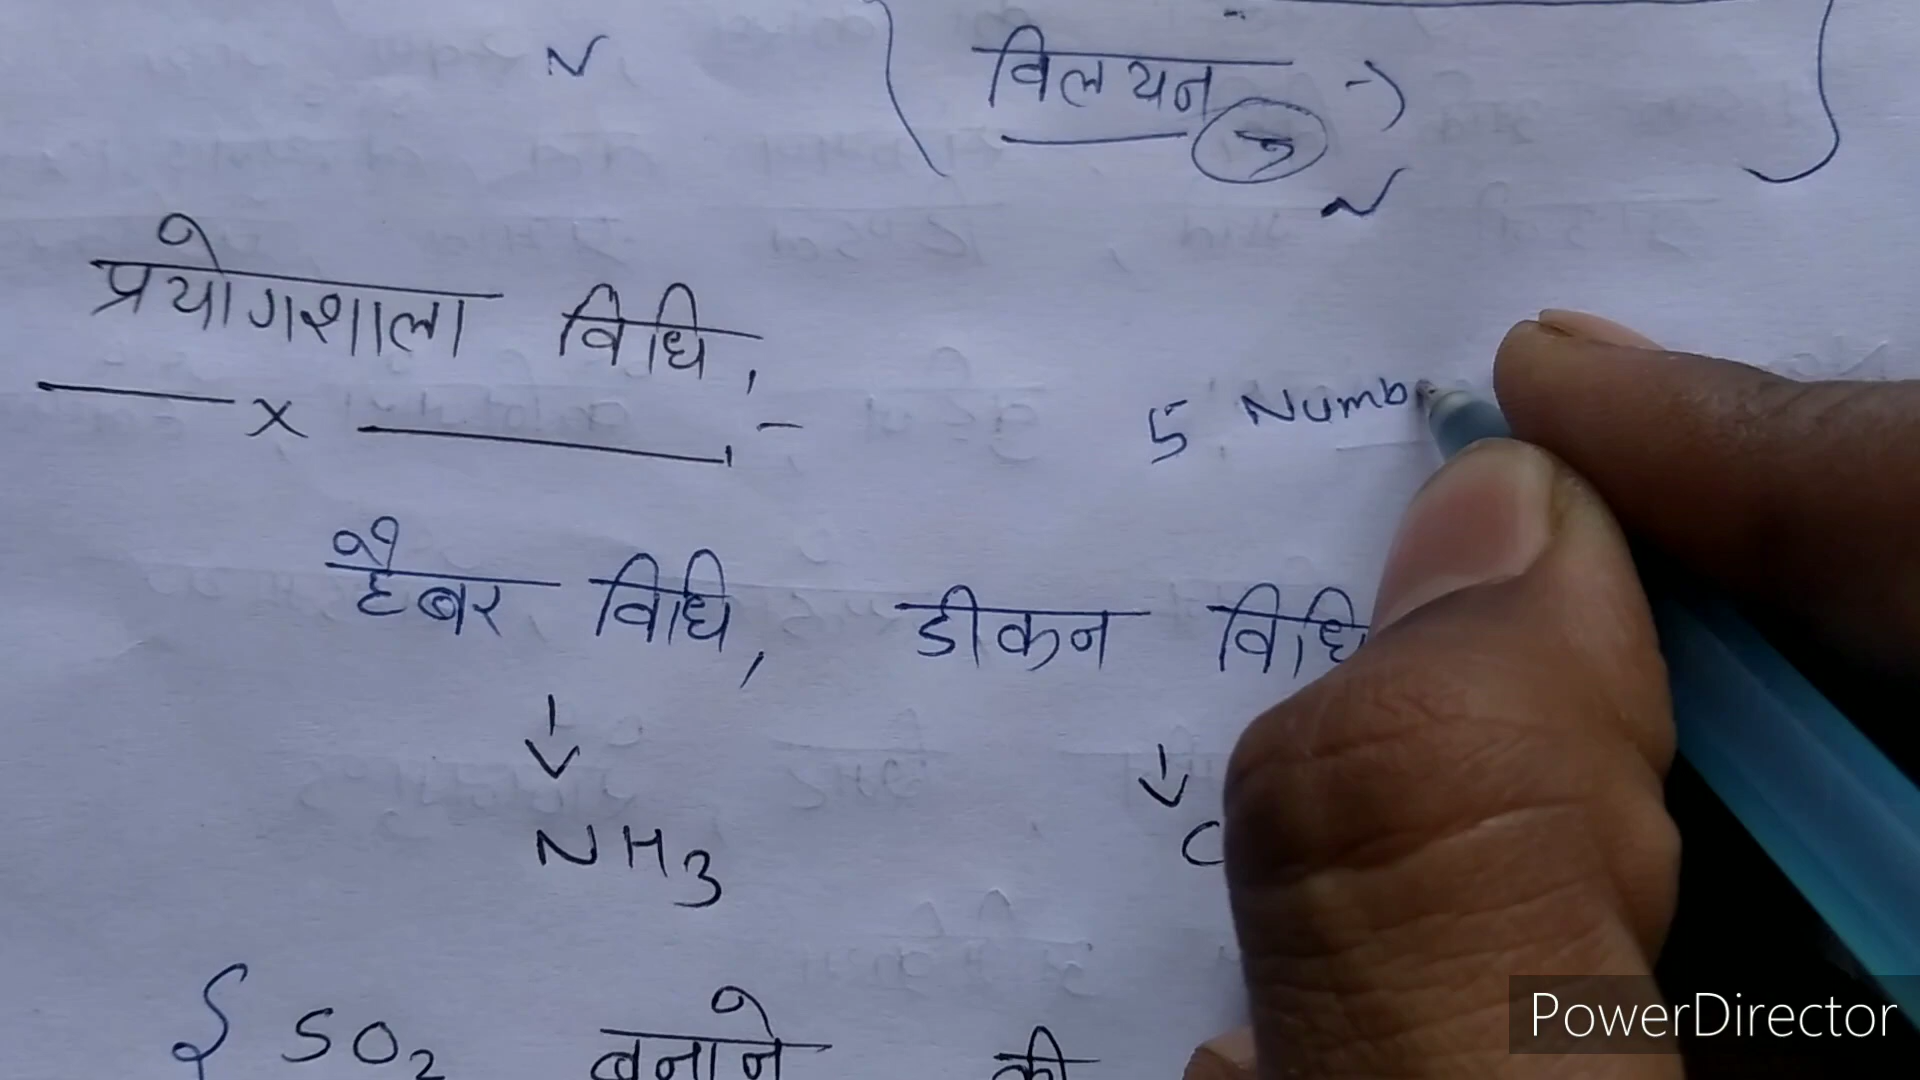 विलयन →
प्रयोगशाला विधि, 
5 Numb
हैबर विधि, डीकन विधि
↓ ↓
NH3 C
SO2 बनाने की
PowerDirector